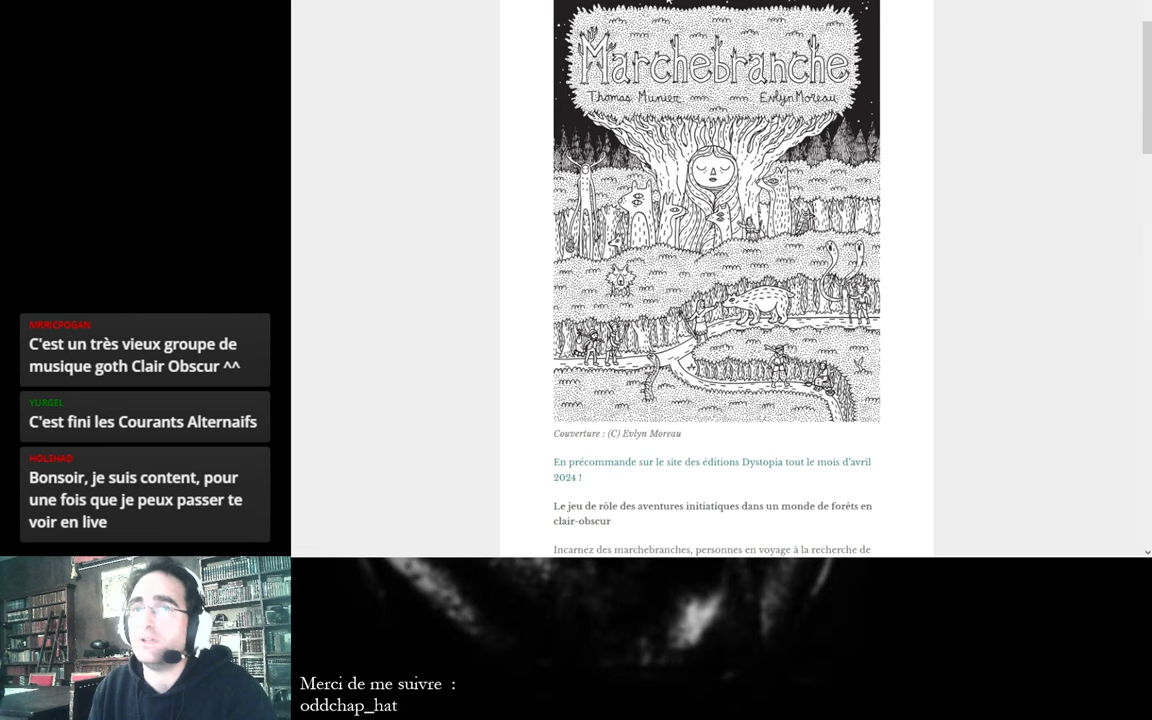 Marchebranche
Thomas Munier Evlyn Moreau
MRRICPOGAN
C'est un très vieux groupe de
musique goth Clair Obscur ^^
YURGEL
C'est fini les Courants Alternaifs
HOLEHAD
Bonsoir, je suis content, pour
une fois que je peux passer te
voir en live
Couverture : (C) Evlyn Moreau
En précommande sur le site des éditions Dystopia tout le mois d'avril
2024 !
Le jeu de rôle des aventures initiatiques dans un monde de forêts en
clair-obscur
Incarnez des marchebranches, personnes en voyage à la recherche de
Merci de me suivre :
oddchap_hat